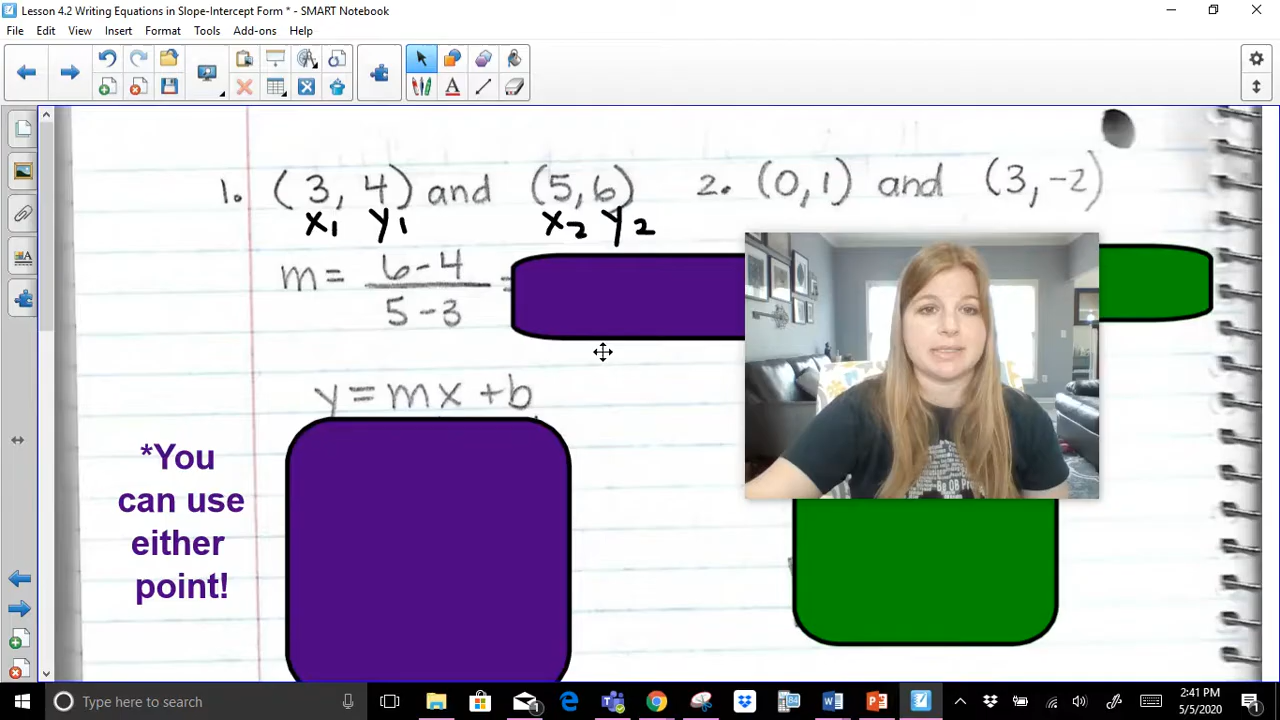 Lesson 4.2 Writing Equations in Slope-Intercept Form * - SMART Notebook
File Edit View Insert Format Tools Add-ons Help
1. (3, 4) and (5, 6)
x1 y1 x2 y2
m = 6-4
5-3
=
y = mx + b
*You
can use
either
point!
2. (0, 1) and (3, -2)
Type here to search
2:41 PM
5/5/2020